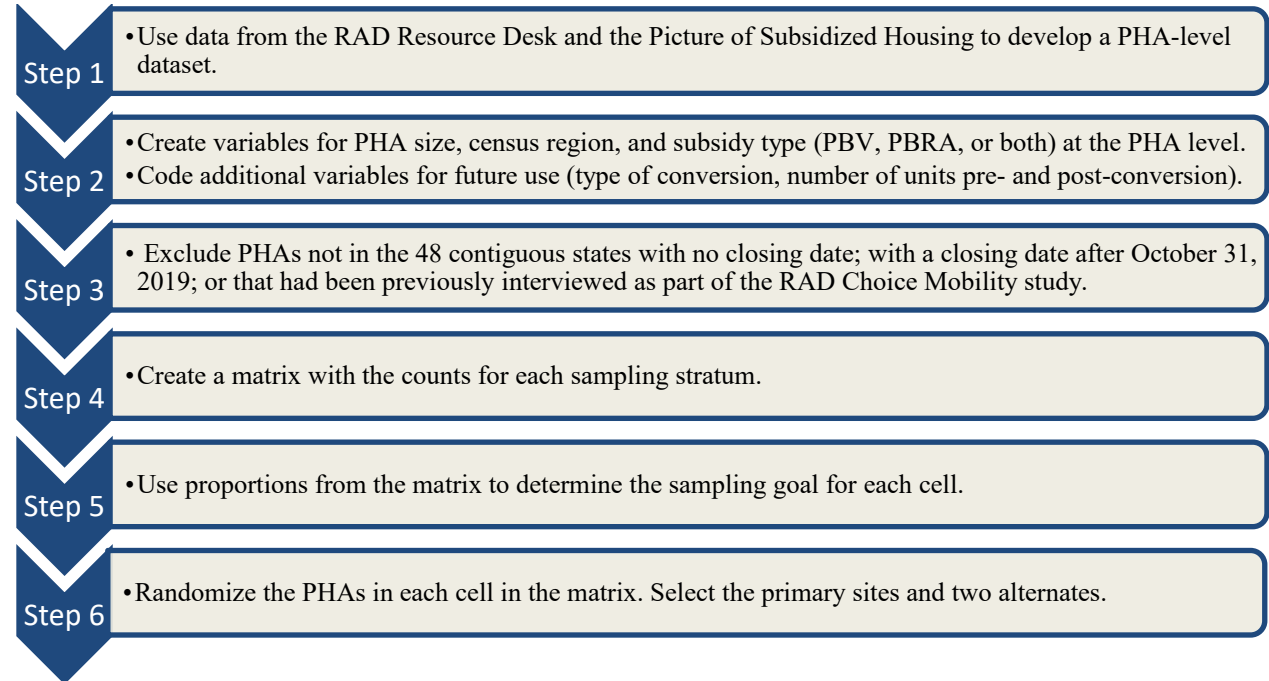 Step 1
•Use data from the RAD Resource Desk and the Picture of Subsidized Housing to develop a PHA-level
dataset.
Step 2
•Create variables for PHA size, census region, and subsidy type (PBV, PBRA, or both) at the PHA level.
•Code additional variables for future use (type of conversion, number of units pre- and post-conversion).
Step 3
• Exclude PHAs not in the 48 contiguous states with no closing date; with a closing date after October 31,
2019; or that had been previously interviewed as part of the RAD Choice Mobility study.
Step 4
•Create a matrix with the counts for each sampling stratum.
Step 5
•Use proportions from the matrix to determine the sampling goal for each cell.
Step 6
•Randomize the PHAs in each cell in the matrix. Select the primary sites and two alternates.